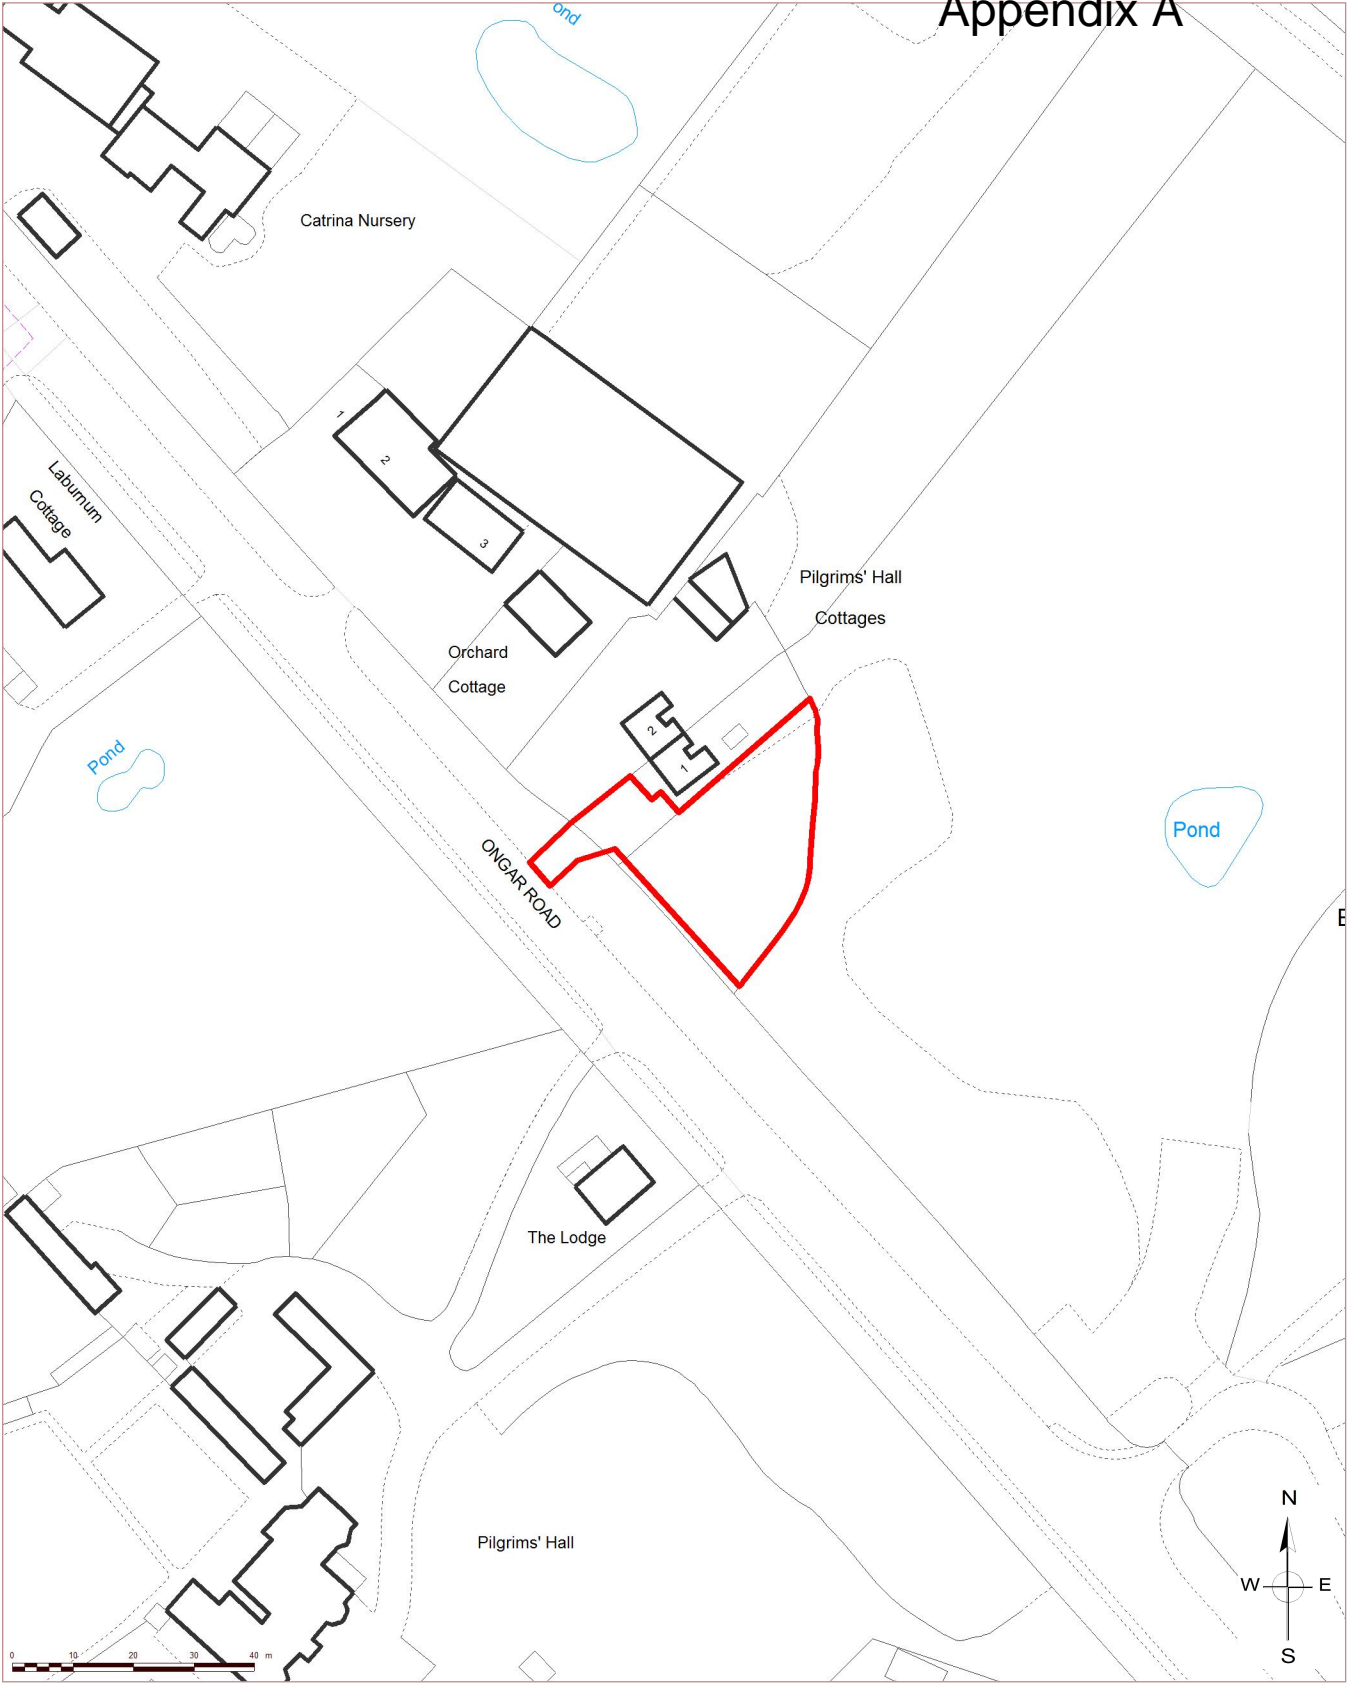 Appendix A
ond
Catrina Nursery
1
2
3
Laburnum
Cottage
Pilgrims' Hall
Cottages
Orchard
Cottage
2
1
Pond
Pond
ONGAR ROAD
E
The Lodge
Pilgrims' Hall
N
W E
S
0 10 20 30 40 m